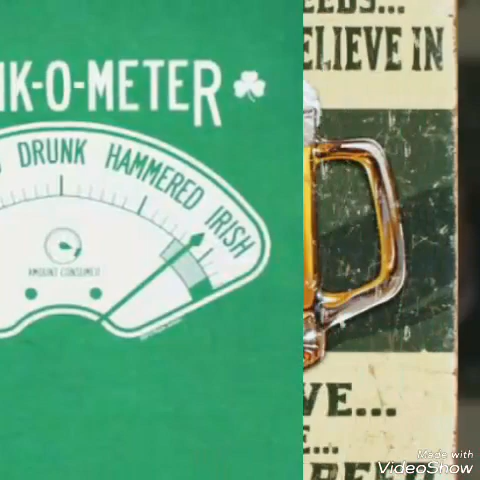 K-O-METER
DRUNK HAMMERED IRISH
AMOUNT CONSUMED
ELIEVE IN
VE...
E...
Made with
VideoShow